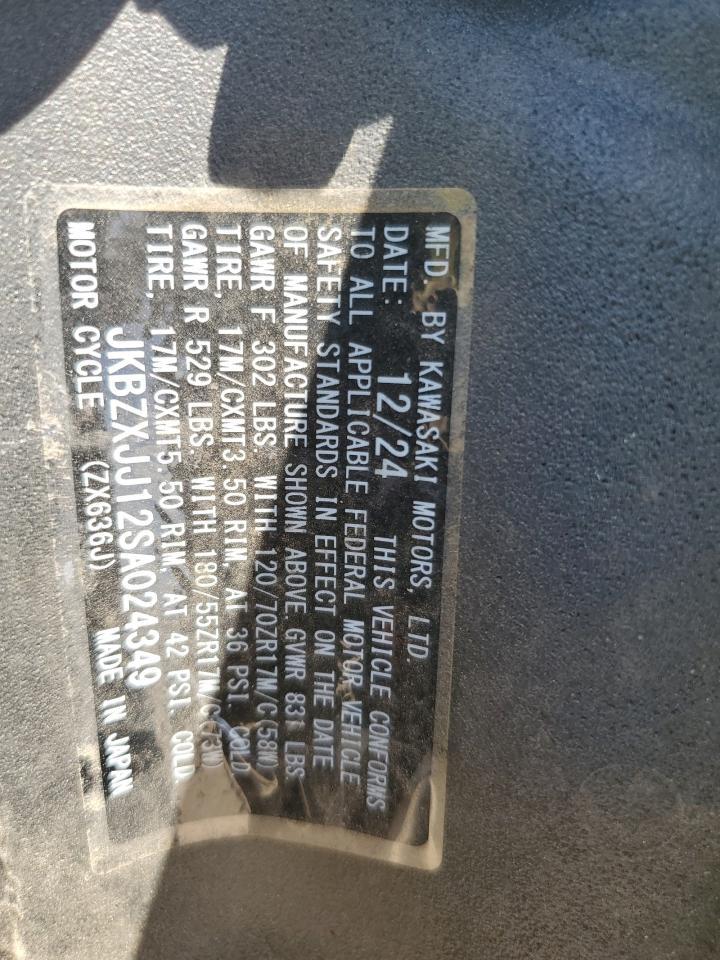 MFD. BY KAWASAKI MOTORS, LTD.
DATE: 12/24 THIS VEHICLE CONFORMS
TO ALL APPLICABLE FEDERAL MOTOR VEHICLE
SAFETY STANDARDS IN EFFECT ON THE DATE
OF MANUFACTURE SHOWN ABOVE. GVWR 831 LBS
GAWR F 302 LBS. WITH 120/70ZR17M/C(58W)
TIRE, 17M/CXMT3.50 RIM, AT 36 PSI. COLD
GAWR R 529 LBS. WITH 180/55ZR17M/C(73W)
TIRE, 17M/CXMT5.50 RIM, AT 42 PSI. COLD
JKBZXJJ12SA024349
MOTOR CYCLE (ZX636J) MADE IN JAPAN